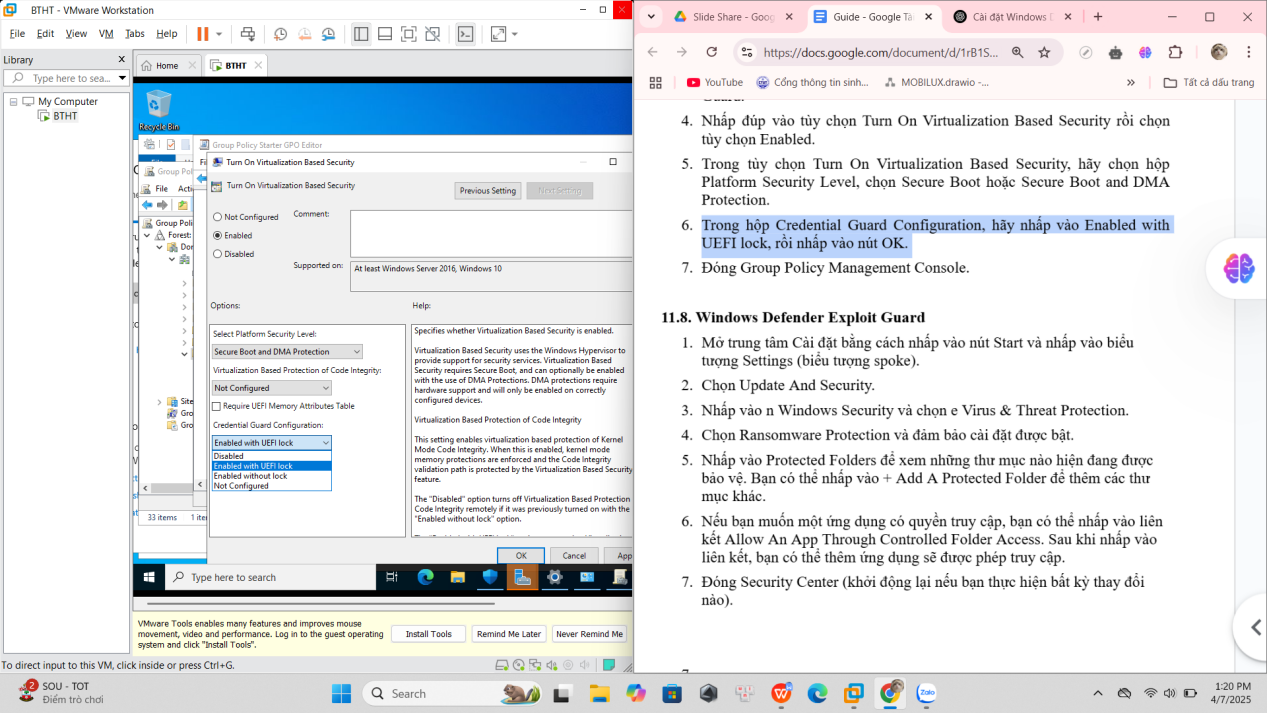 BTHT - VMware Workstation
File Edit View VM Tabs Help
Library
Type here to sea...
My Computer
BTHT
Home
BTHT
Recycle Bin
Group Policy Starter GPO Editor
Group Pol
File Acti
Group Polic
Forest:
Don
Site
Gro
Gro
33 items
1 iter
Turn On Virtualization Based Security
Turn On Virtualization Based Security
Previous Setting
Next Setting
Not Configured
Comment:
Enabled
Disabled
Supported on:
At least Windows Server 2016, Windows 10
Options:
Help:
Select Platform Security Level:
Secure Boot and DMA Protection
Virtualization Based Protection of Code Integrity:
Not Configured
Require UEFI Memory Attributes Table
Credential Guard Configuration:
Enabled with UEFI lock
Disabled
Enabled with UEFI lock
Enabled without lock
Not Configured
Specifies whether Virtualization Based Security is enabled.
Virtualization Based Security uses the Windows Hypervisor to
provide support for security services. Virtualization Based
Security requires Secure Boot, and can optionally be enabled
with the use of DMA Protections. DMA protections require
hardware support and will only be enabled on correctly
configured devices.
Virtualization Based Protection of Code Integrity
This setting enables virtualization based protection of Kernel
Mode Code Integrity. When this is enabled, kernel mode
memory protections are enforced and the Code Integrity
validation path is protected by the Virtualization Based Security
feature.
The "Disabled" option turns off Virtualization Based Protection
Code Integrity remotely if it was previously turned on with the
"Enabled without lock" option.
OK
Cancel
App
Type here to search
VMware Tools enables many features and improves mouse
movement, video and performance. Log in to the guest operating
system and click "Install Tools".
Install Tools
Remind Me Later
Never Remind Me
To direct input to this VM, click inside or press Ctrl+G.
Slide Share - Goog
Guide - Google Tà
Cài đặt Windows D
https://docs.google.com/document/d/1rB1S...
YouTube
Cổng thông tin sinh...
MOBILUX.drawio -...
Tất cả dấu trang
Guard.
4. Nhấp đúp vào tùy chọn Turn On Virtualization Based Security rồi chọn
tùy chọn Enabled.
5. Trong tùy chọn Turn On Virtualization Based Security, hãy chọn hộp
Platform Security Level, chọn Secure Boot hoặc Secure Boot and DMA
Protection.
6. Trong hộp Credential Guard Configuration, hãy nhấp vào Enabled with
UEFI lock, rồi nhấp vào nút OK.
7. Đóng Group Policy Management Console.
11.8. Windows Defender Exploit Guard
1. Mở trung tâm Cài đặt bằng cách nhấp vào nút Start và nhấp vào biểu
tượng Settings (biểu tượng spoke).
2. Chọn Update And Security.
3. Nhấp vào n Windows Security và chọn e Virus & Threat Protection.
4. Chọn Ransomware Protection và đảm bảo cài đặt được bật.
5. Nhấp vào Protected Folders để xem những thư mục nào hiện đang được
bảo vệ. Bạn có thể nhấp vào + Add A Protected Folder để thêm các thư
mục khác.
6. Nếu bạn muốn một ứng dụng có quyền truy cập, bạn có thể nhấp vào liên
kết Allow An App Through Controlled Folder Access. Sau khi nhấp vào
liên kết, bạn có thể thêm ứng dụng sẽ được phép truy cập.
7. Đóng Security Center (khởi động lại nếu bạn thực hiện bất kỳ thay đổi
nào).
2
SOU - TOT
Điểm trò chơi
Search
Zalo
1:20 PM
4/7/2025